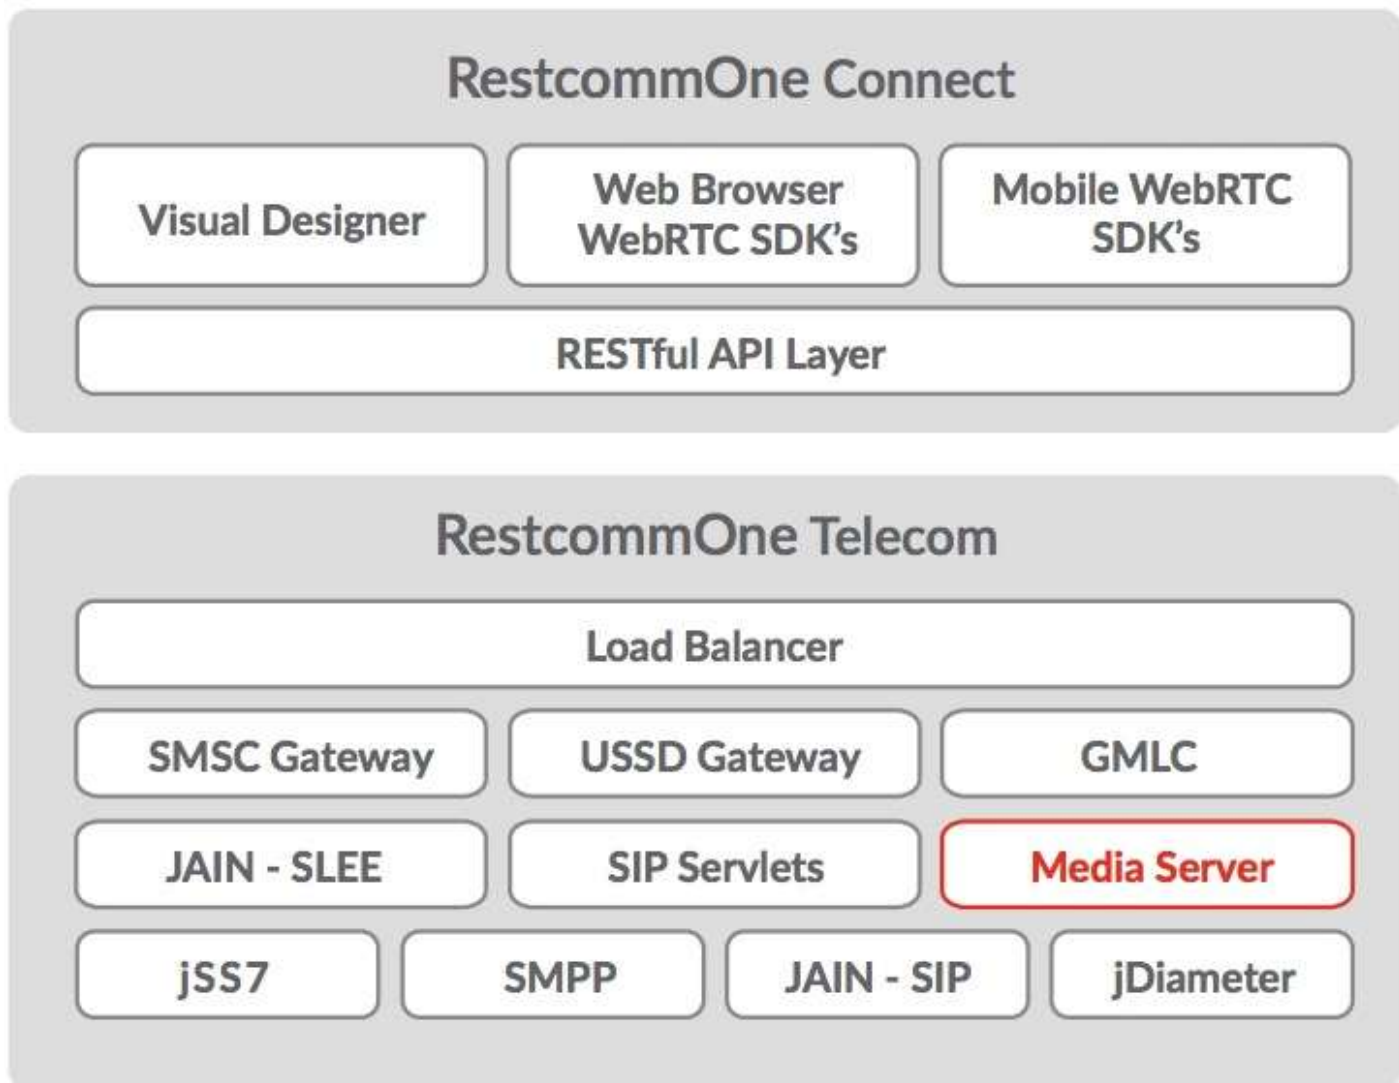 RestcommOne Connect
Visual Designer
Web Browser
WebRTC SDK's
Mobile WebRTC
SDK's
RESTful API Layer
RestcommOne Telecom
Load Balancer
SMSC Gateway
USSD Gateway
GMLC
JAIN - SLEE
SIP Servlets
Media Server
jSS7
SMPP
JAIN - SIP
jDiameter